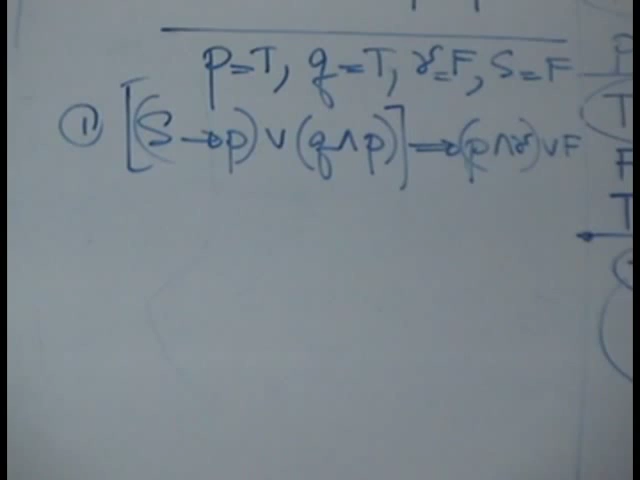 p=T, q=T, r=F, S=F
① [(S→p)∨(q∧p)]→(p∧r)∨F
P
T
F
T